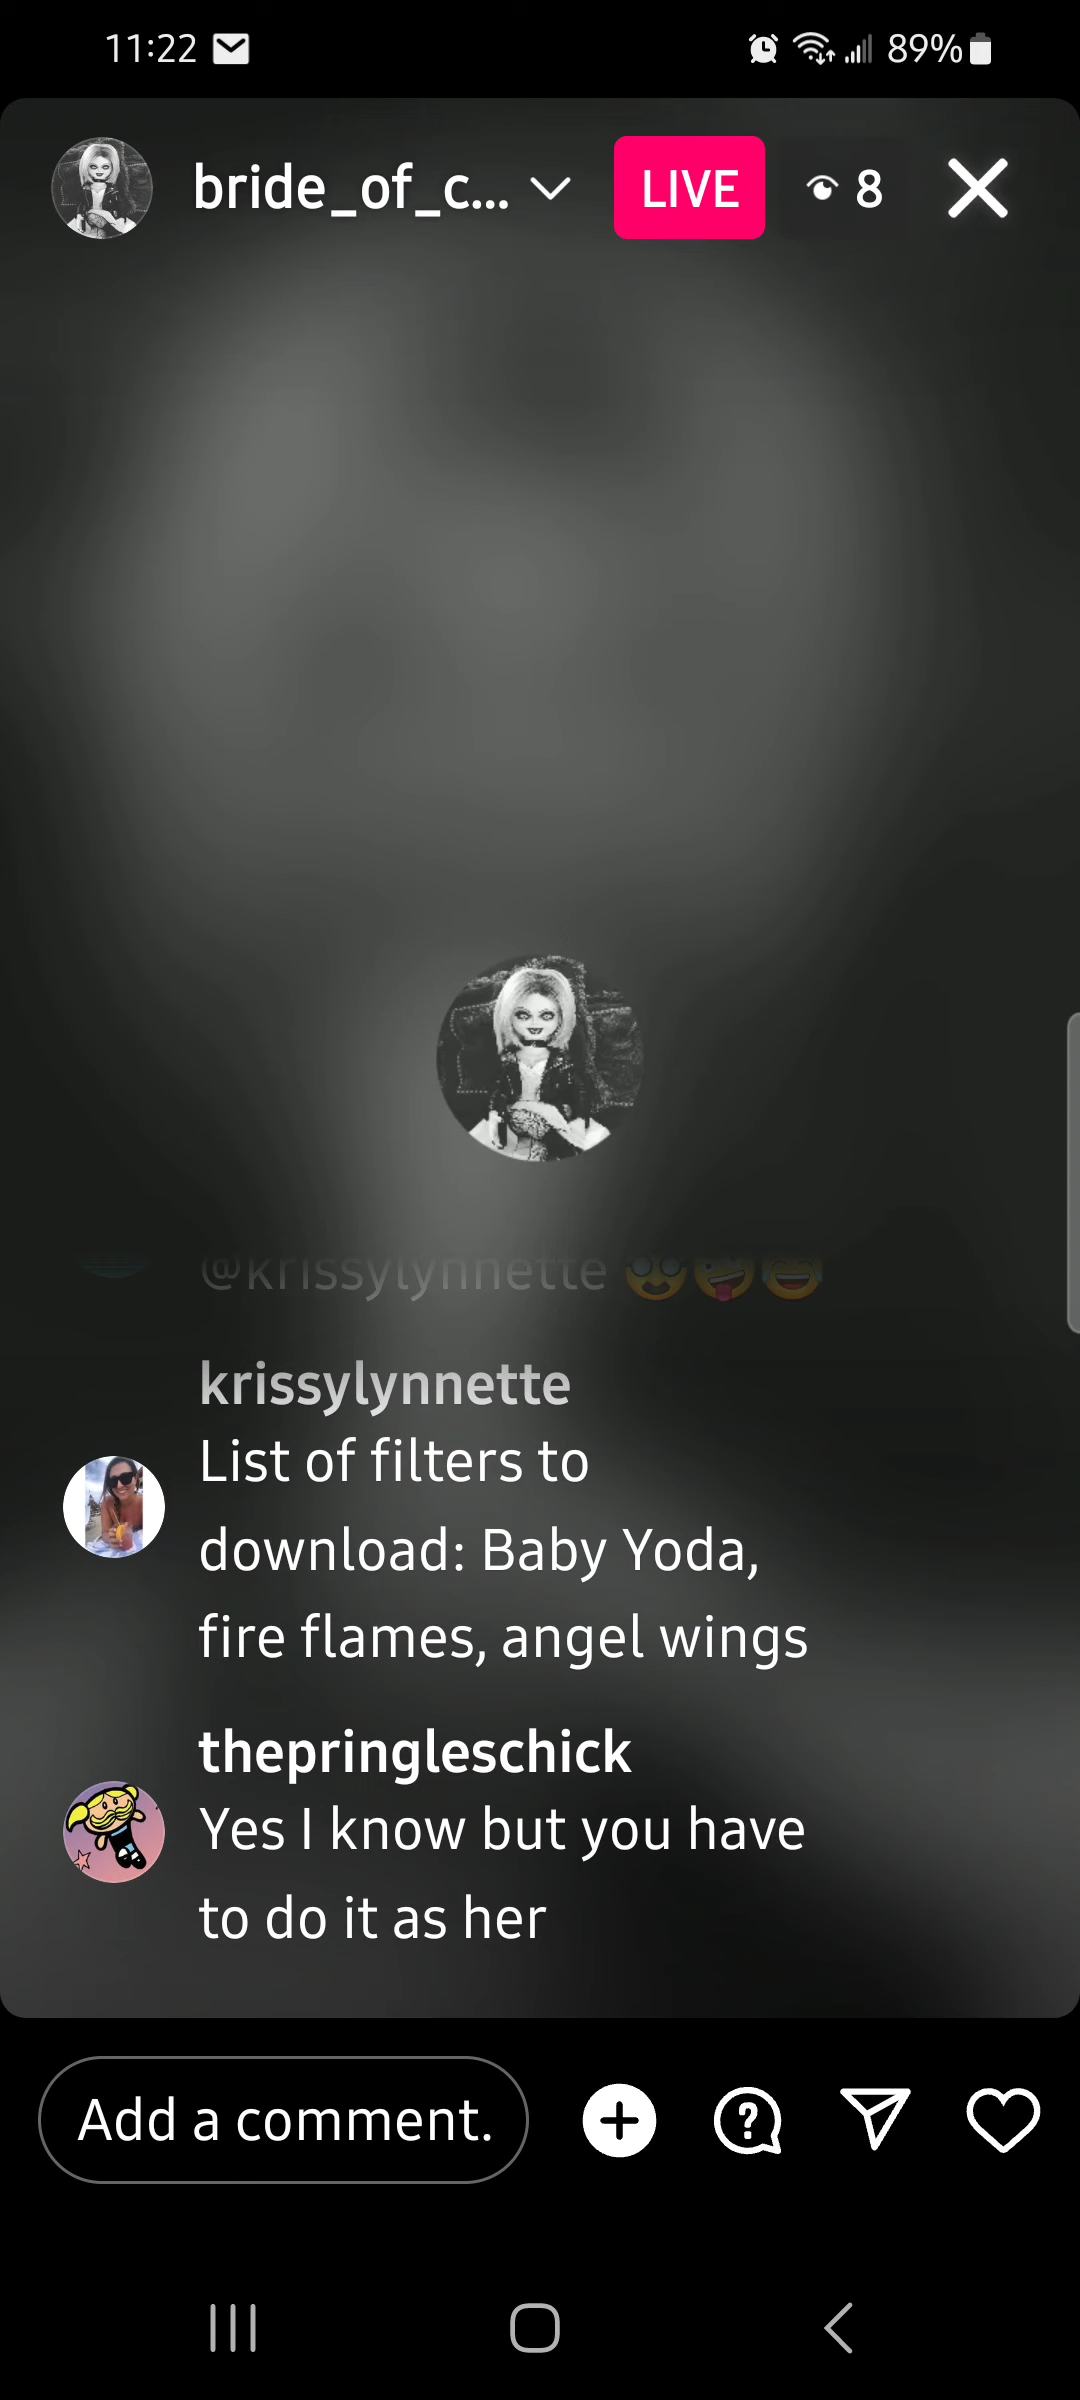 11:22
89%
bride_of_c...
LIVE
8
@krissylynnette 🥸🤪😂
krissylynnette
List of filters to
download: Baby Yoda,
fire flames, angel wings
thepringleschick
Yes I know but you have
to do it as her
Add a comment.